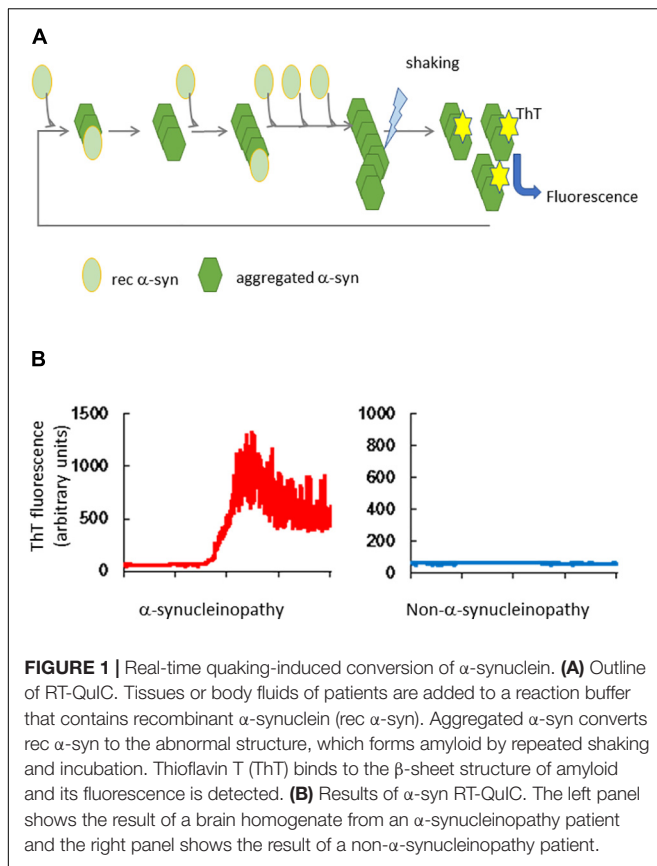 A
shaking
ThT
Fluorescence
rec α-syn
aggregated α-syn
B
ThT fluorescence
(arbitrary units)
1500
1000
500
0
α-synucleinopathy
1000
800
600
400
200
0
Non-α-synucleinopathy
FIGURE 1 | Real-time quaking-induced conversion of α-synuclein. (A) Outline
of RT-QuIC. Tissues or body fluids of patients are added to a reaction buffer
that contains recombinant α-synuclein (rec α-syn). Aggregated α-syn converts
rec α-syn to the abnormal structure, which forms amyloid by repeated shaking
and incubation. Thioflavin T (ThT) binds to the β-sheet structure of amyloid
and its fluorescence is detected. (B) Results of α-syn RT-QuIC. The left panel
shows the result of a brain homogenate from an α-synucleinopathy patient
and the right panel shows the result of a non-α-synucleinopathy patient.